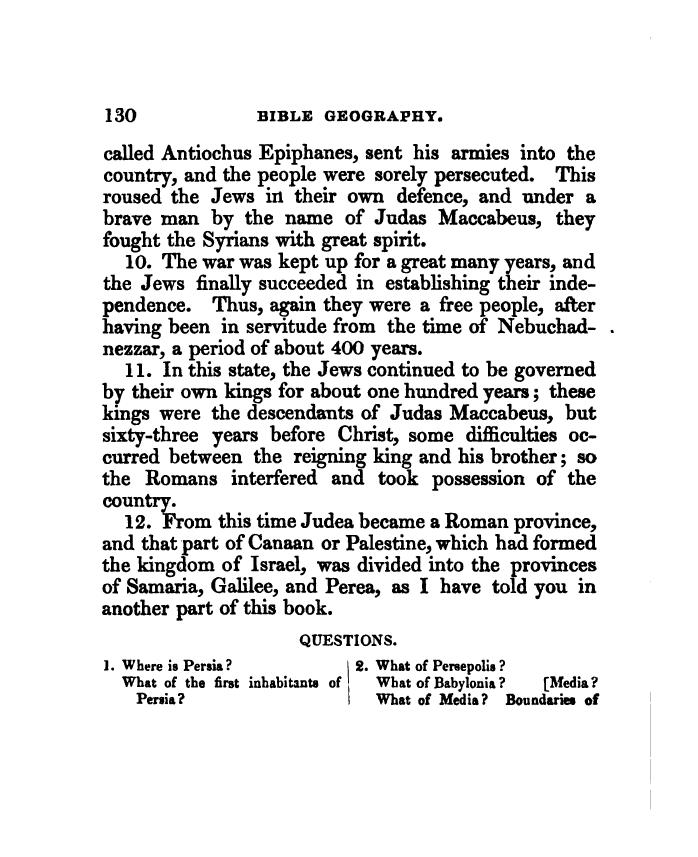 130 BIBLE GEOGRAPHY.
called Antiochus Epiphanes, sent his armies into the
country, and the people were sorely persecuted. This
roused the Jews in their own defence, and under a
brave man by the name of Judas Maccabeus, they
fought the Syrians with great spirit.
10. The war was kept up for a great many years, and
the Jews finally succeeded in establishing their inde-
pendence. Thus, again they were a free people, after
having been in servitude from the time of Nebuchad-
nezzar, a period of about 400 years.
11. In this state, the Jews continued to be governed
by their own kings for about one hundred years; these
kings were the descendants of Judas Maccabeus, but
sixty-three years before Christ, some difficulties oc-
curred between the reigning king and his brother; so
the Romans interfered and took possession of the
country.
12. From this time Judea became a Roman province,
and that part of Canaan or Palestine, which had formed
the kingdom of Israel, was divided into the provinces
of Samaria, Galilee, and Perea, as I have told you in
another part of this book.
QUESTIONS.
1. Where is Persia?
What of the first inhabitants of
Persia?
2. What of Persepolis?
What of Babylonia? [Media?
What of Media? Boundaries of